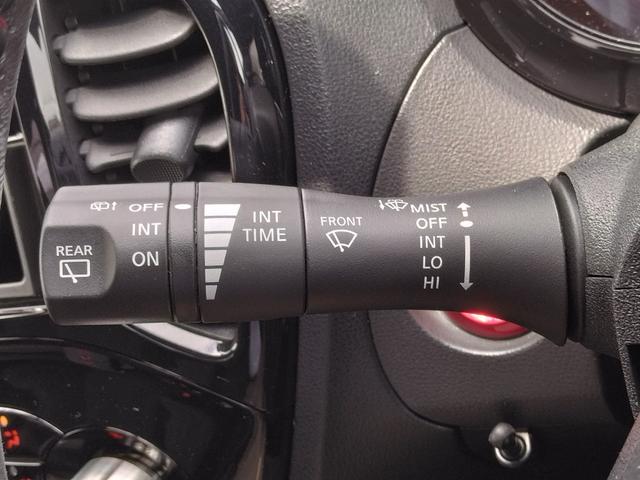 REAR
OFF
INT
ON
INT
TIME
FRONT
MIST
OFF
INT
LO
HI